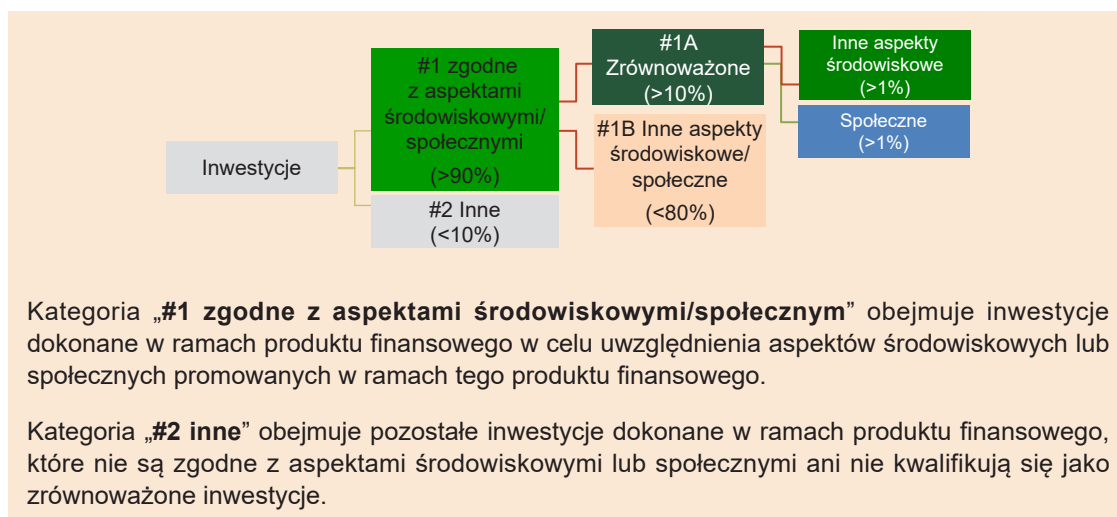 Inwestycje
#1 zgodne
z aspektami
środowiskowymi/
społecznymi
(>90%)
#2 Inne
(<10%)
#1A
Zrównoważone
(>10%)
#1B Inne aspekty
środowiskowe/
społeczne
(<80%)
Inne aspekty
środowiskowe
(>1%)
Społeczne
(>1%)
Kategoria „#1 zgodne z aspektami środowiskowymi/społecznym” obejmuje inwestycje
dokonane w ramach produktu finansowego w celu uwzględnienia aspektów środowiskowych lub
społecznych promowanych w ramach tego produktu finansowego.
Kategoria „#2 inne” obejmuje pozostałe inwestycje dokonane w ramach produktu finansowego,
które nie są zgodne z aspektami środowiskowymi lub społecznymi ani nie kwalifikują się jako
zrównoważone inwestycje.